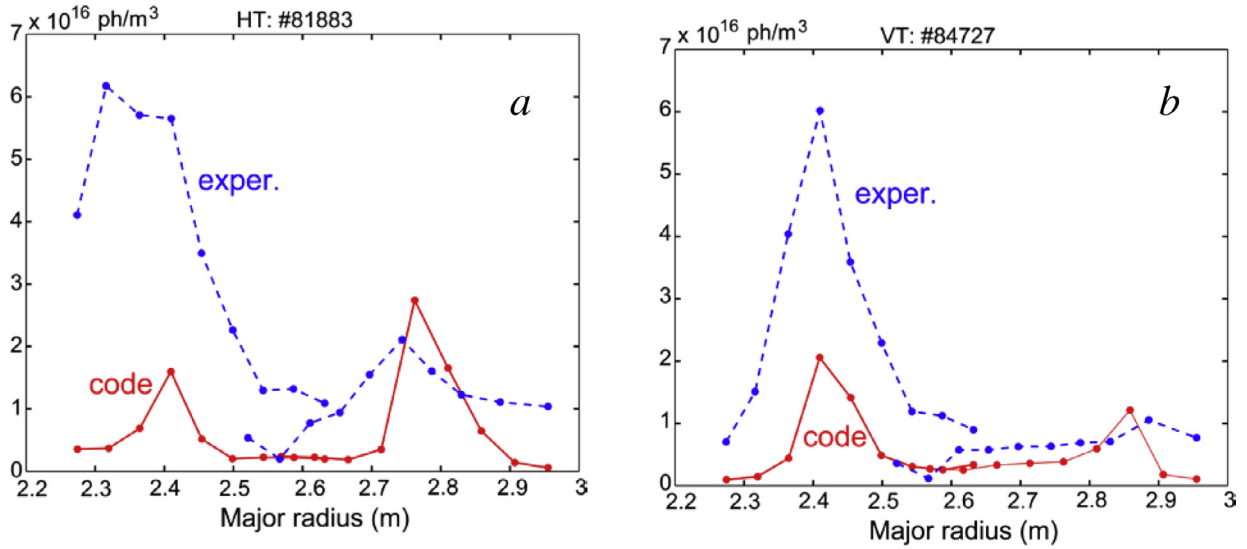 7 x 10^16 ph/m^3 HT: #81883
6
5
4
3
2
1
0
a
exper.
code
2.2 2.3 2.4 2.5 2.6 2.7 2.8 2.9 3
Major radius (m)
7 x 10^16 ph/m^3 VT: #84727
6
5
4
3
2
1
0
b
exper.
code
2.2 2.3 2.4 2.5 2.6 2.7 2.8 2.9 3
Major radius (m)